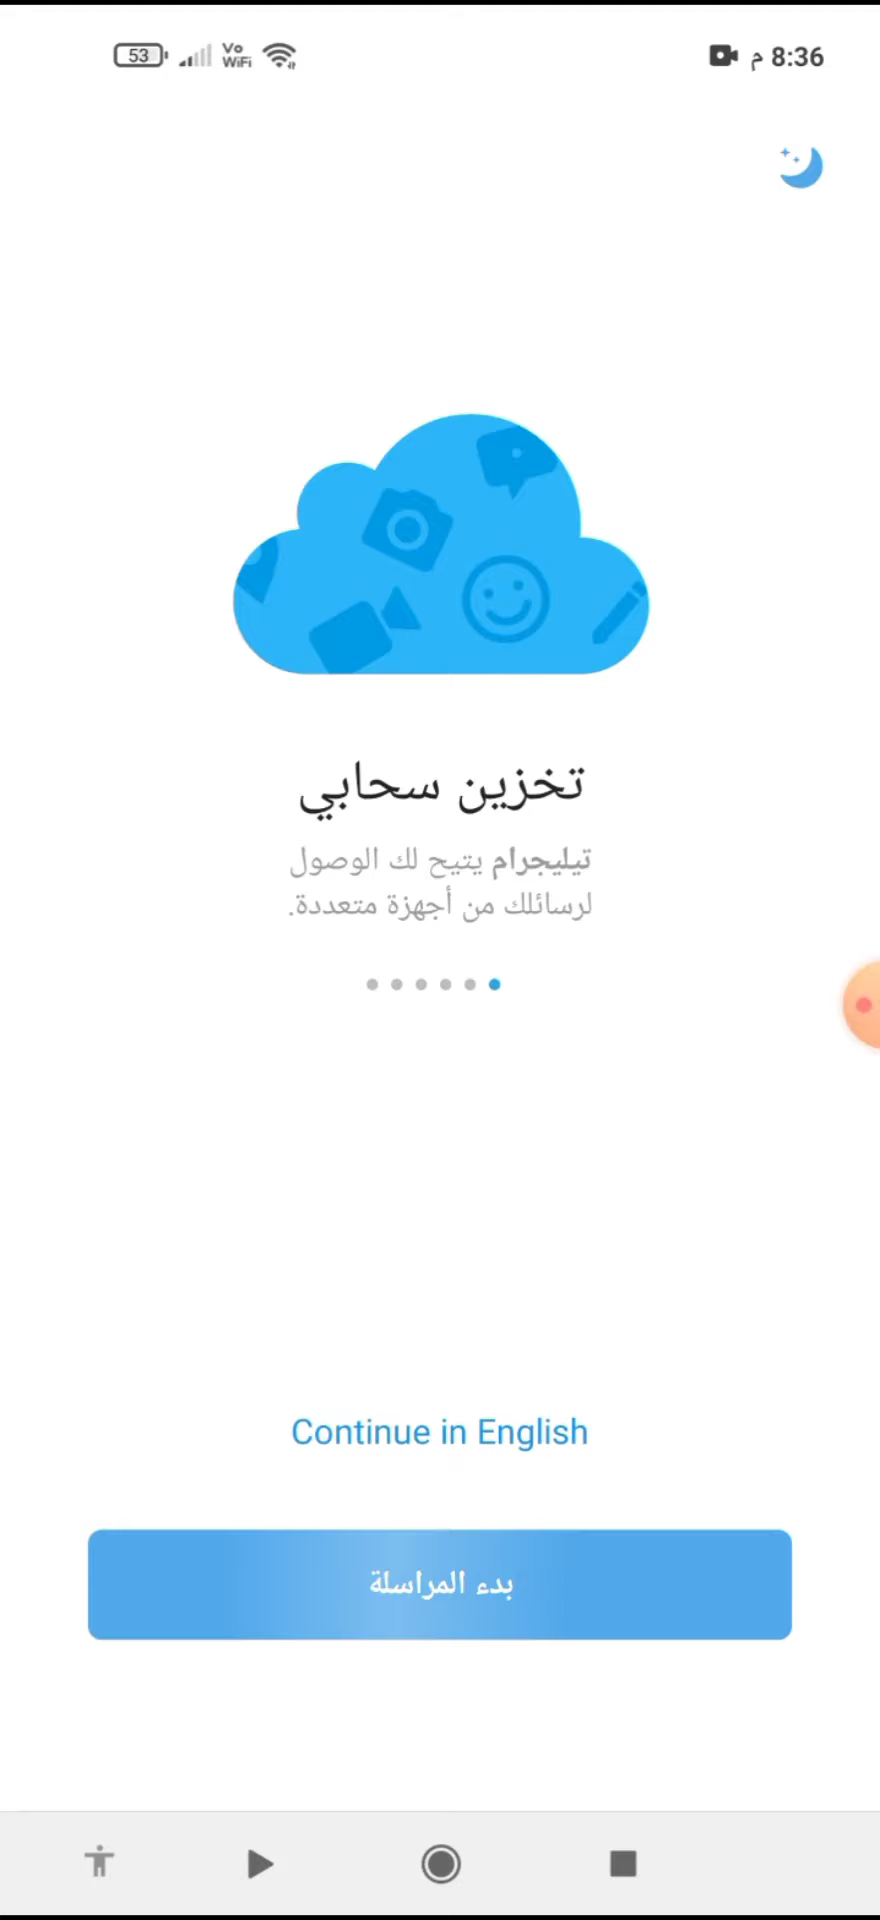 8:36 م
Vo
WiFi
53
تخزين سحابي
تيليجرام يتيح لك الوصول
لرسائلك من أجهزة متعددة.
Continue in English
بدء المراسلة